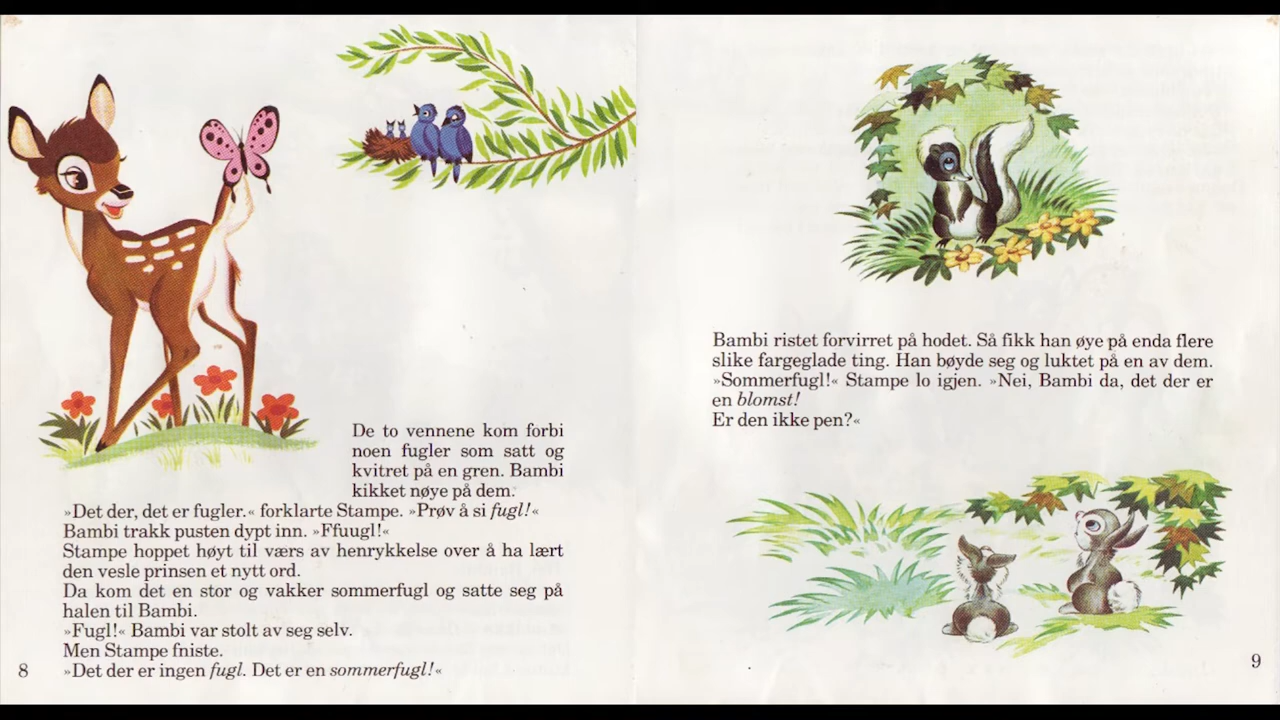 De to vennene kom forbi
noen fugler som satt og
kvitret på en gren. Bambi
kikket nøye på dem.
»Det der, det er fugler.« forklarte Stampe. »Prøv å si fugl!«
Bambi trakk pusten dypt inn. »Ffuugl!«
Stampe hoppet høyt til værs av henrykkelse over å ha lært
den vesle prinsen et nytt ord.
Da kom det en stor og vakker sommerfugl og satte seg på
halen til Bambi.
»Fugl!« Bambi var stolt av seg selv.
Men Stampe fniste.
»Det der er ingen fugl. Det er en sommerfugl!«
8
Bambi ristet forvirret på hodet. Så fikk han øye på enda flere
slike fargeglade ting. Han bøyde seg og luktet på en av dem.
»Sommerfugl!« Stampe lo igjen. »Nei, Bambi da, det der er
en blomst!
Er den ikke pen?«
9